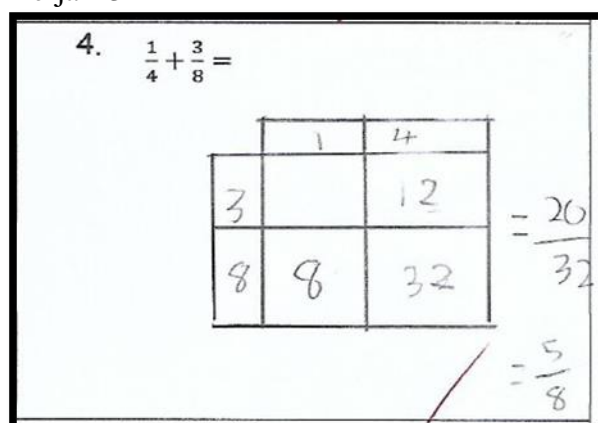 4. 1/4 + 3/8 =
1 4
3 12
8 8 32
= 20/32
= 5/8